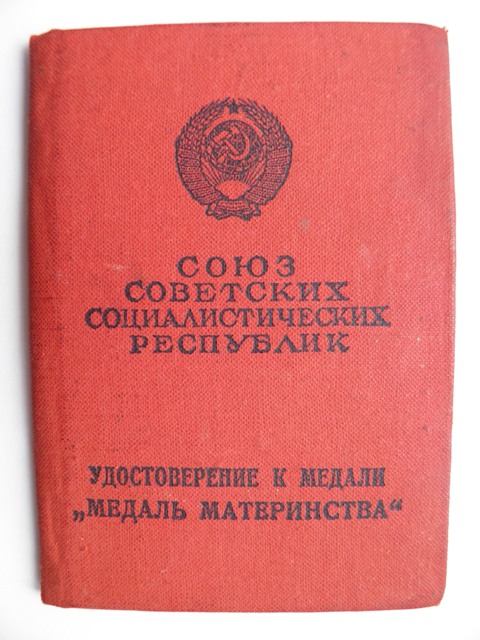 СОЮЗ
СОВЕТСКИХ
СОЦИАЛИСТИЧЕСКИХ
РЕСПУБЛИК
УДОСТОВЕРЕНИЕ К МЕДАЛИ
„МЕДАЛЬ МАТЕРИНСТВА“